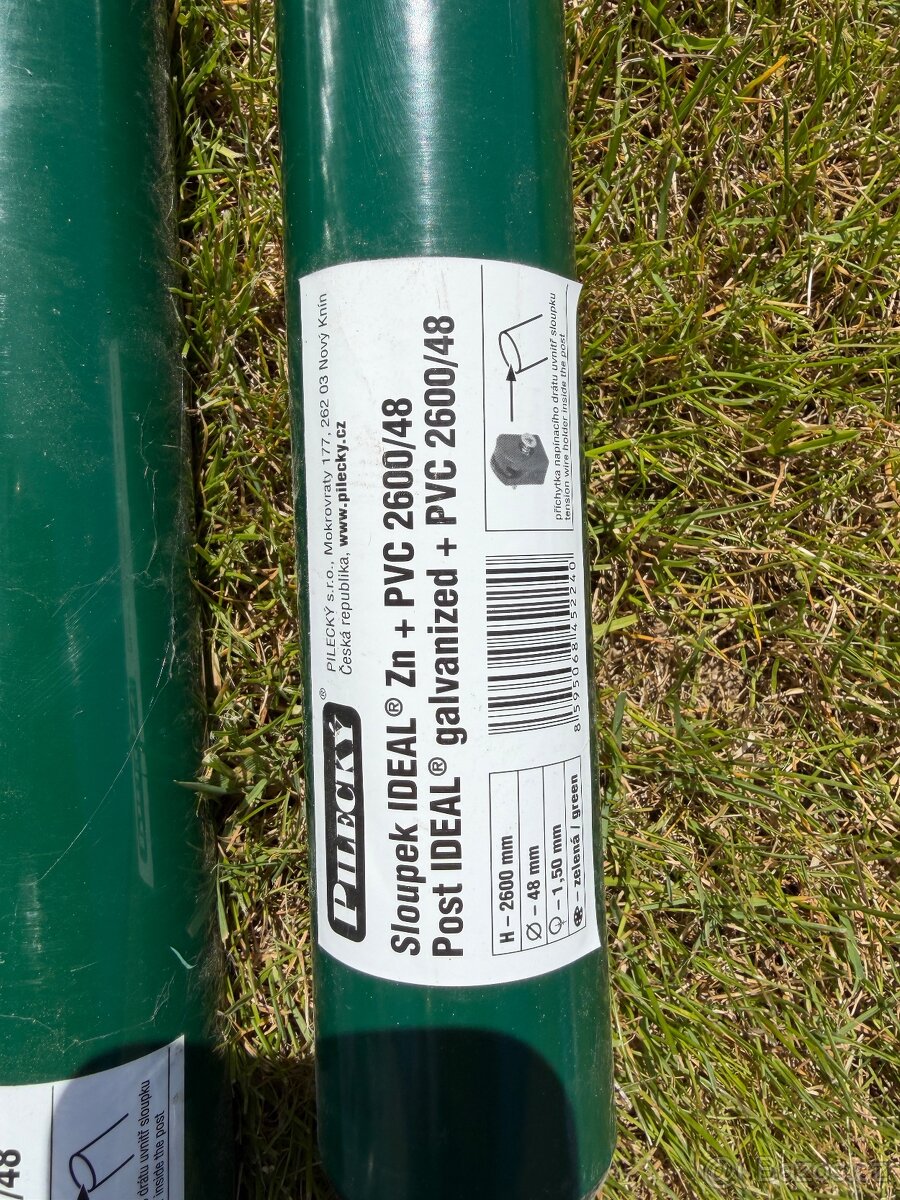 PILECKÝ®
PILECKÝ s.r.o., Mokrovraty 177, 262 03 Nový Knín
Česká republika, www.pilecky.cz
Sloupek IDEAL® Zn + PVC 2600/48
Post IDEAL® galvanized + PVC 2600/48
H - 2600 mm
Ø - 48 mm
- 1,50 mm
- zelená / green
8 595068 452240
příchytka napínacího drátu uvnitř sloupku
tension wire holder inside the post
/48
drátu uvnitř sloupku
inside the post